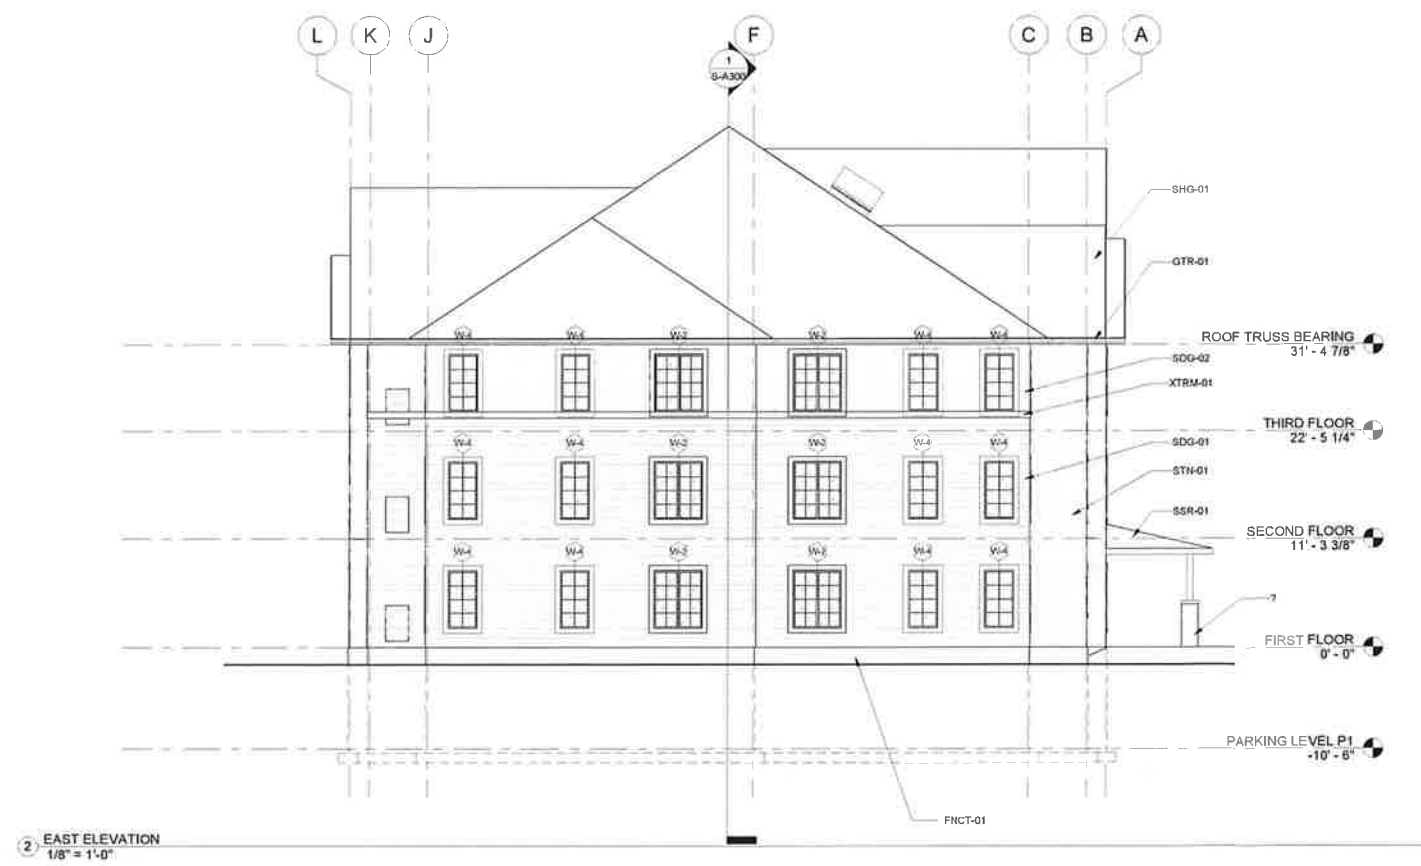 L K J F C B A
1
S-A300
SHG-01
GTR-01
W-4 W-4 W-2 W-2 W-4 W-4
ROOF TRUSS BEARING
31' - 4 7/8"
SDG-02
XTRM-01
THIRD FLOOR
22' - 5 1/4"
W-4 W-4 W-2 W-2 W-4 W-4
SDG-01
STN-01
SSR-01
SECOND FLOOR
11' - 3 3/8"
W-4 W-4 W-2 W-2 W-4 W-4
?
FIRST FLOOR
0' - 0"
PARKING LEVEL P1
-10' - 6"
FNCT-01
2 EAST ELEVATION
1/8" = 1'-0"